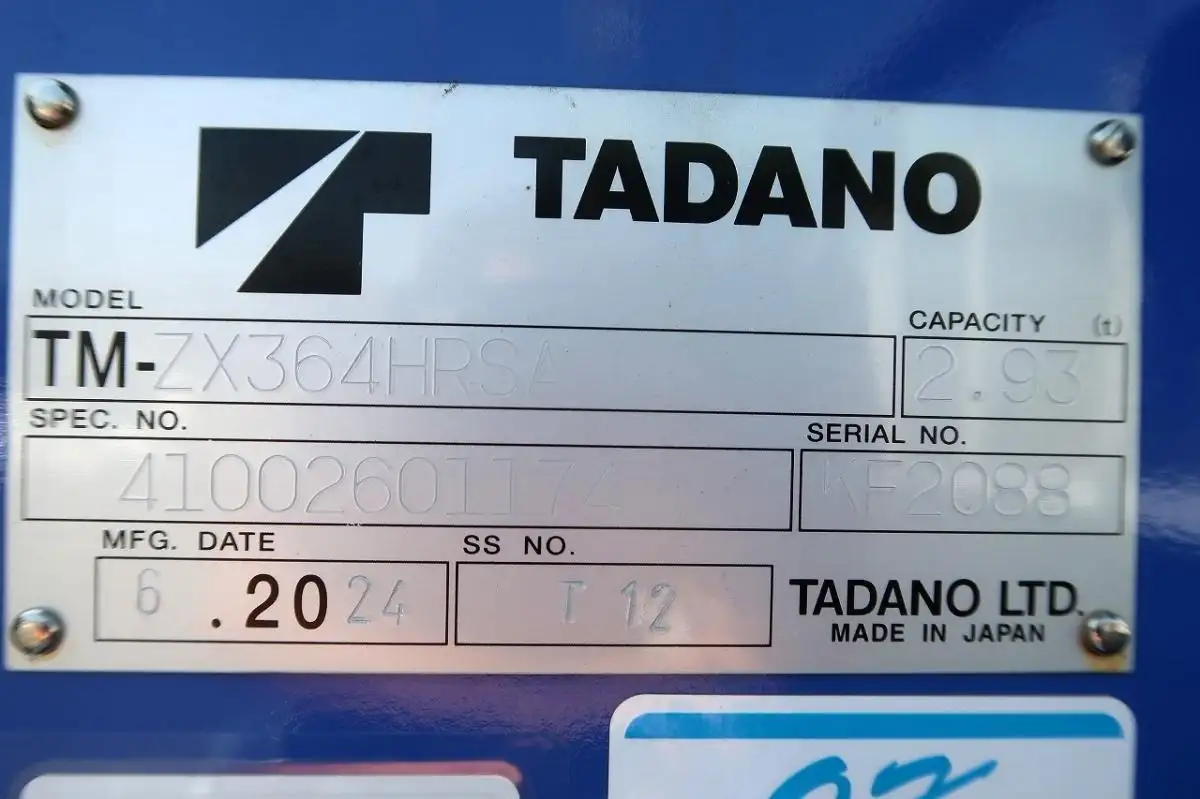 TADANO
MODEL
CAPACITY (t)
TM-ZX364HRSA
2.93
SPEC. NO.
SERIAL NO.
410026011174
KF2088
MFG. DATE
SS NO.
6 .2024
T 12
TADANO LTD.
MADE IN JAPAN